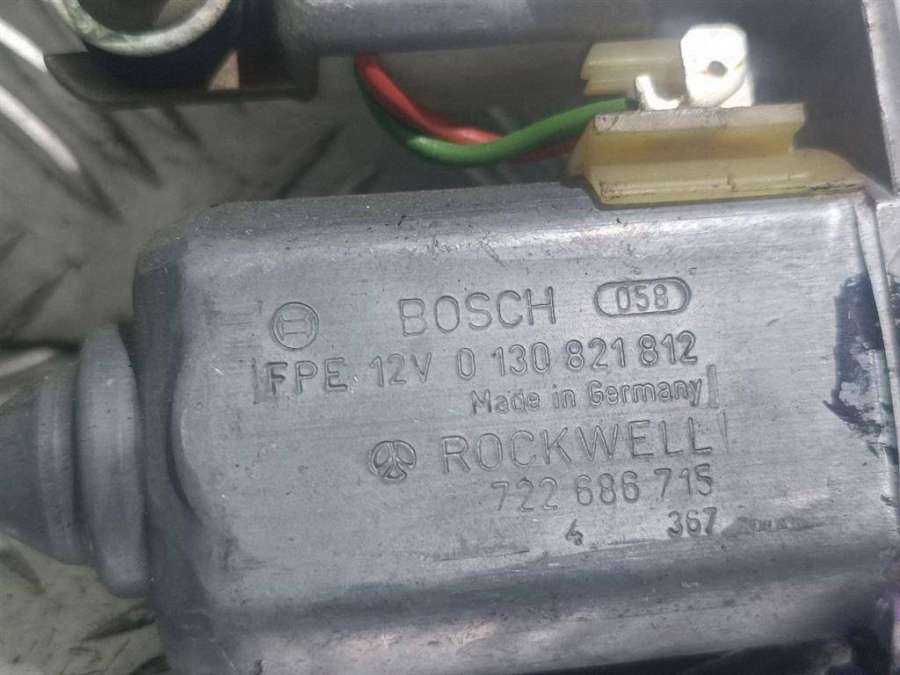 BOSCH 058
FPE 12V 0 130 821 812
Made in Germany
ROCKWELL
722 686 715
4 367